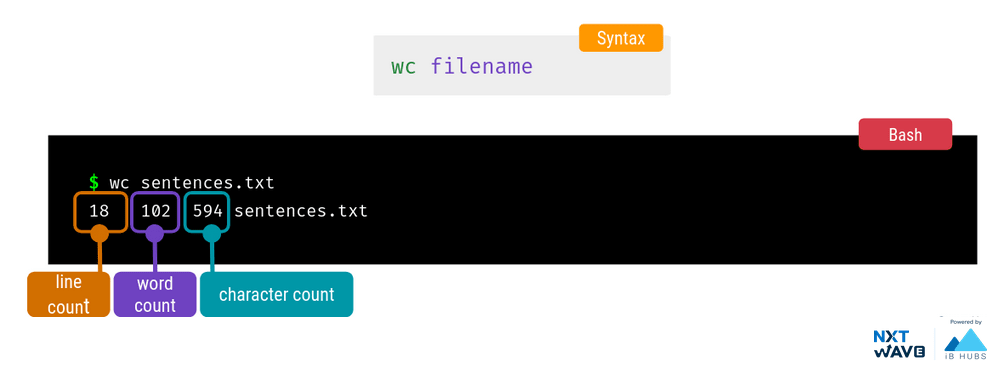 Syntax
wc filename
Bash
$ wc sentences.txt
18 102 594 sentences.txt
line count
word count
character count
Powered by
NXT WAVE
iB HUBS